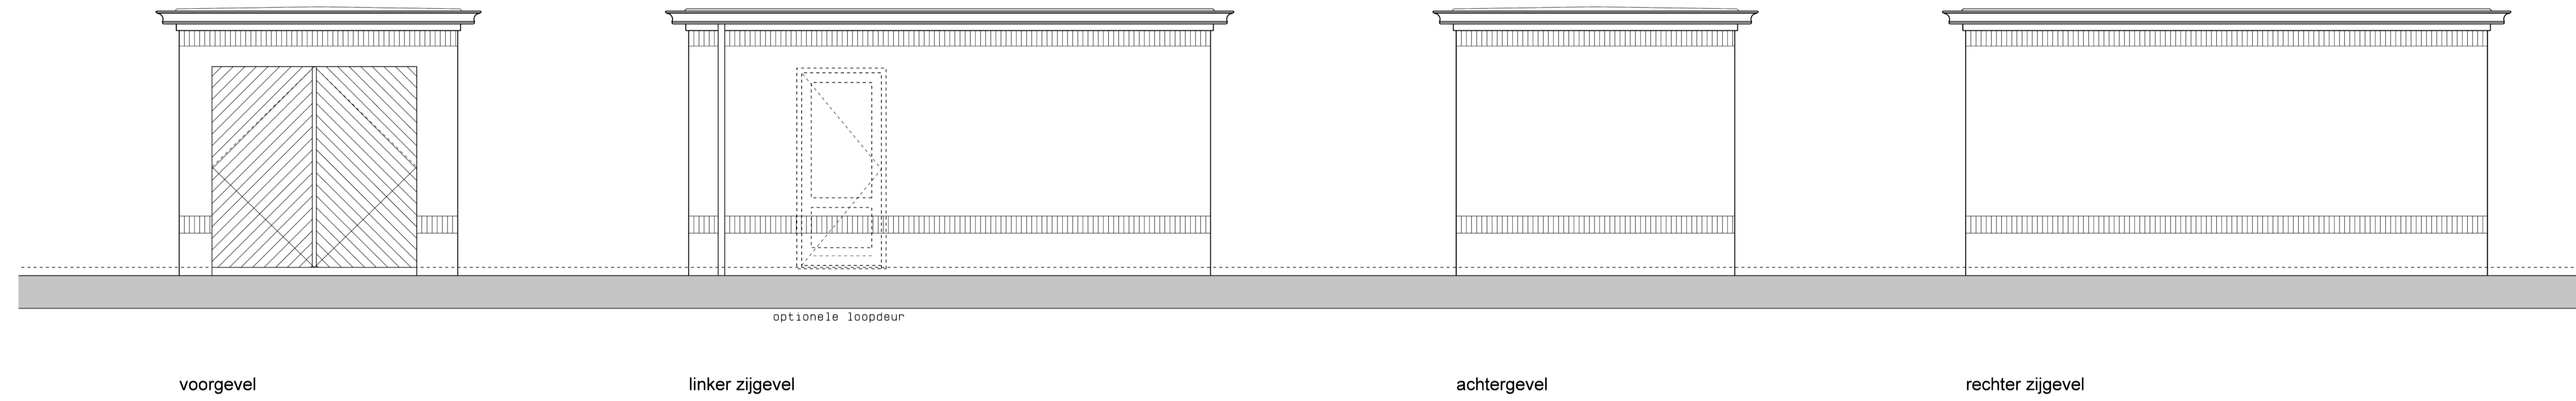 optionele loopdeur
voorgevel
linker zijgevel
achtergevel
rechter zijgevel